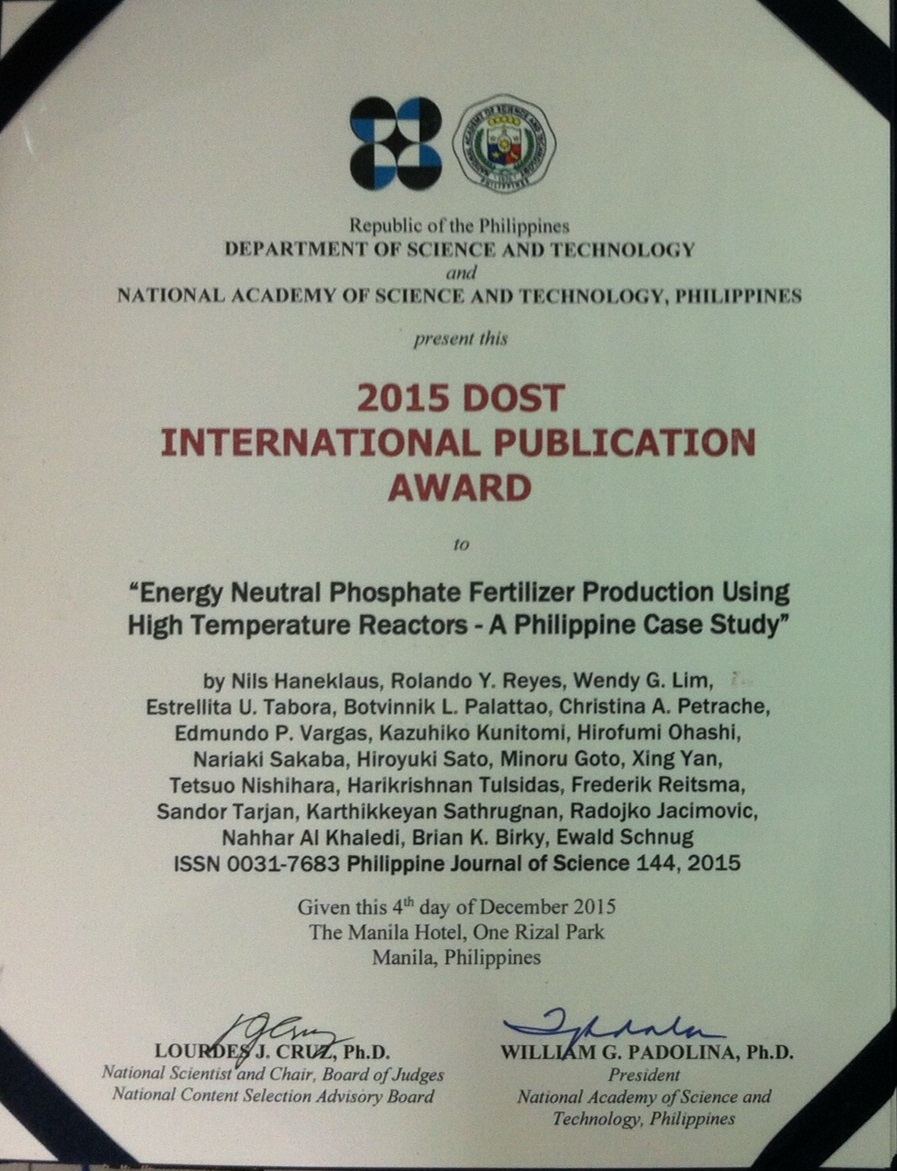 Republic of the Philippines
DEPARTMENT OF SCIENCE AND TECHNOLOGY
and
NATIONAL ACADEMY OF SCIENCE AND TECHNOLOGY, PHILIPPINES
present this
2015 DOST
INTERNATIONAL PUBLICATION
AWARD
to
“Energy Neutral Phosphate Fertilizer Production Using
High Temperature Reactors - A Philippine Case Study”
by Nils Haneklaus, Rolando Y. Reyes, Wendy G. Lim,
Estrellita U. Tabora, Botvinnik L. Palattao, Christina A. Petrache,
Edmundo P. Vargas, Kazuhiko Kunitomi, Hirofumi Ohashi,
Nariaki Sakaba, Hiroyuki Sato, Minoru Goto, Xing Yan,
Tetsuo Nishihara, Harikrishnan Tulsidas, Frederik Reitsma,
Sandor Tarjan, Karthikkeyan Sathrugnan, Radojko Jacimovic,
Nahhar Al Khaledi, Brian K. Birky, Ewald Schnug
ISSN 0031-7683 Philippine Journal of Science 144, 2015
Given this 4th day of December 2015
The Manila Hotel, One Rizal Park
Manila, Philippines
LOURDES J. CRUZ, Ph.D.
National Scientist and Chair, Board of Judges
National Content Selection Advisory Board
WILLIAM G. PADOLINA, Ph.D.
President
National Academy of Science and
Technology, Philippines